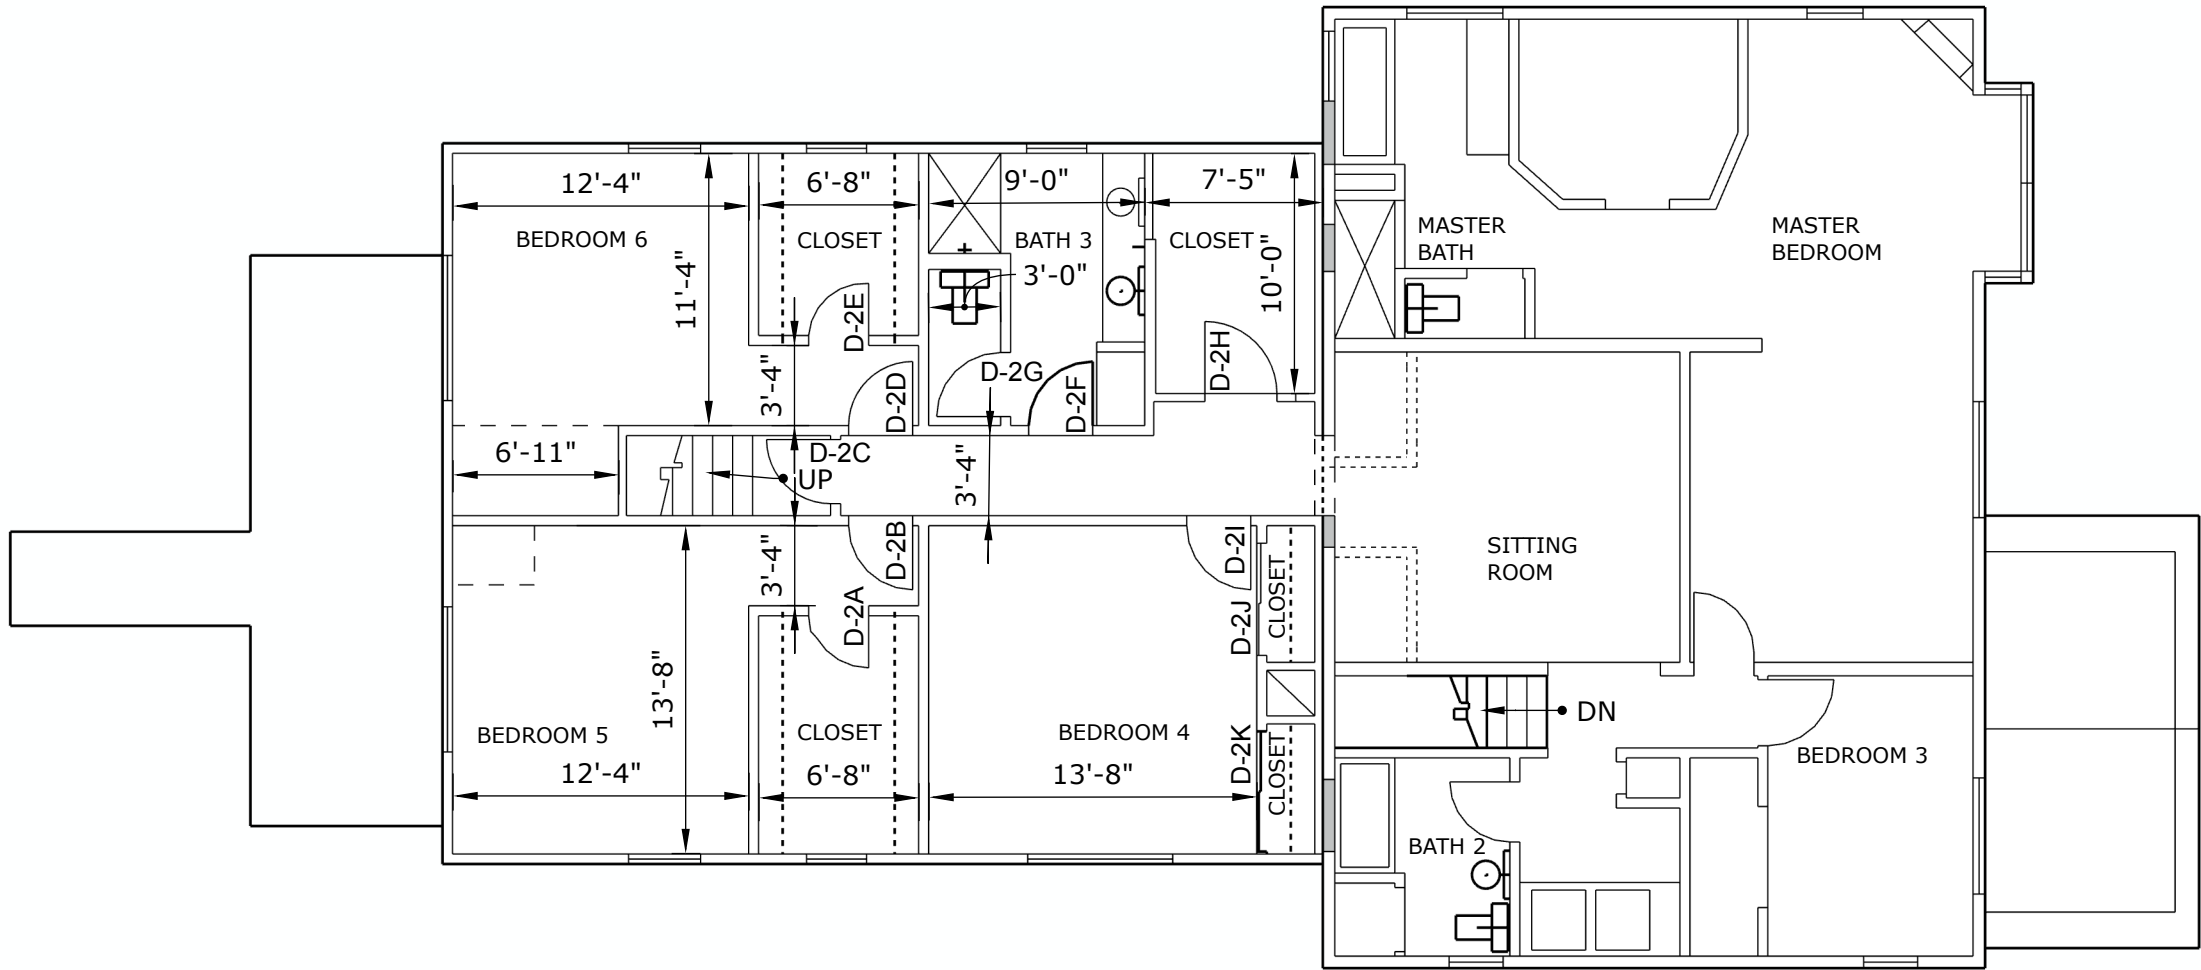 12'-4"
6'-8"
9'-0"
7'-5"
BEDROOM 6
CLOSET
BATH 3
CLOSET
MASTER
BATH
MASTER
BEDROOM
11'-4"
3'-0"
10'-0"
D-2E
D-2H
3'-4"
D-2D
D-2G
D-2F
6'-11"
D-2C
UP
3'-4"
3'-4"
D-2B
D-2I
D-2A
D-2J
CLOSET
SITTING
ROOM
13'-8"
BEDROOM 5
CLOSET
BEDROOM 4
D-2K
CLOSET
DN
BEDROOM 3
12'-4"
6'-8"
13'-8"
BATH 2